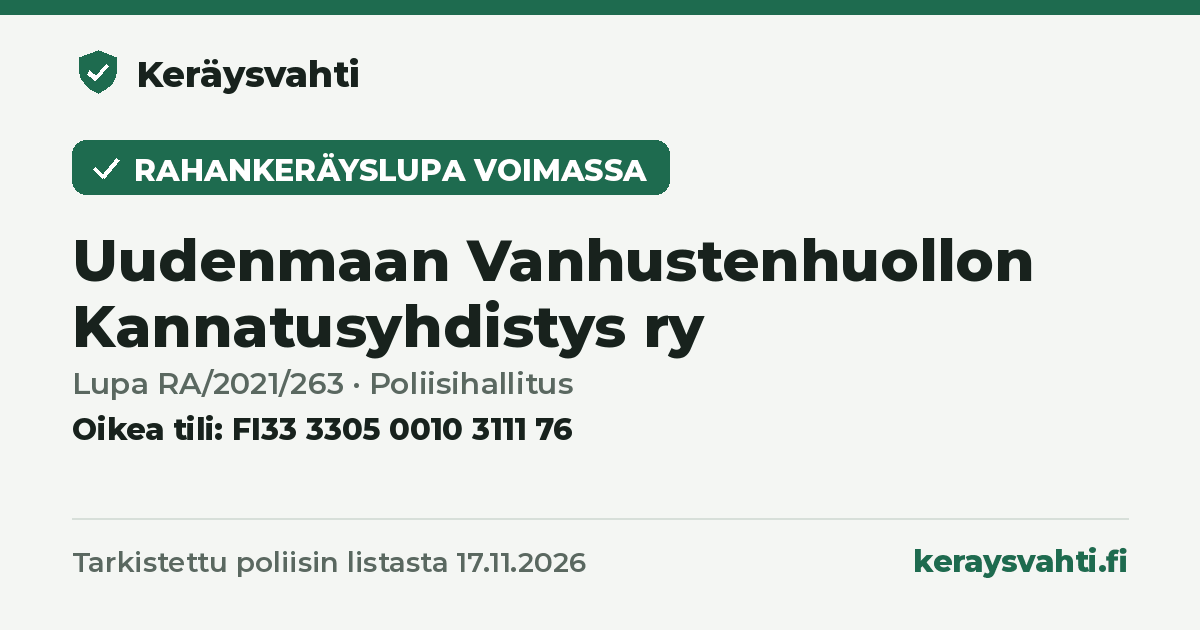 Keräysvahti
RAHANKERÄYSLUPA VOIMASSA
Uudenmaan Vanhustenhuollon
Kannatusyhdistys ry
Lupa RA/2021/263 · Poliisihallitus
Oikea tili: FI33 3305 0010 3111 76
Tarkistettu poliisin listasta 17.11.2026
keraysvahti.fi